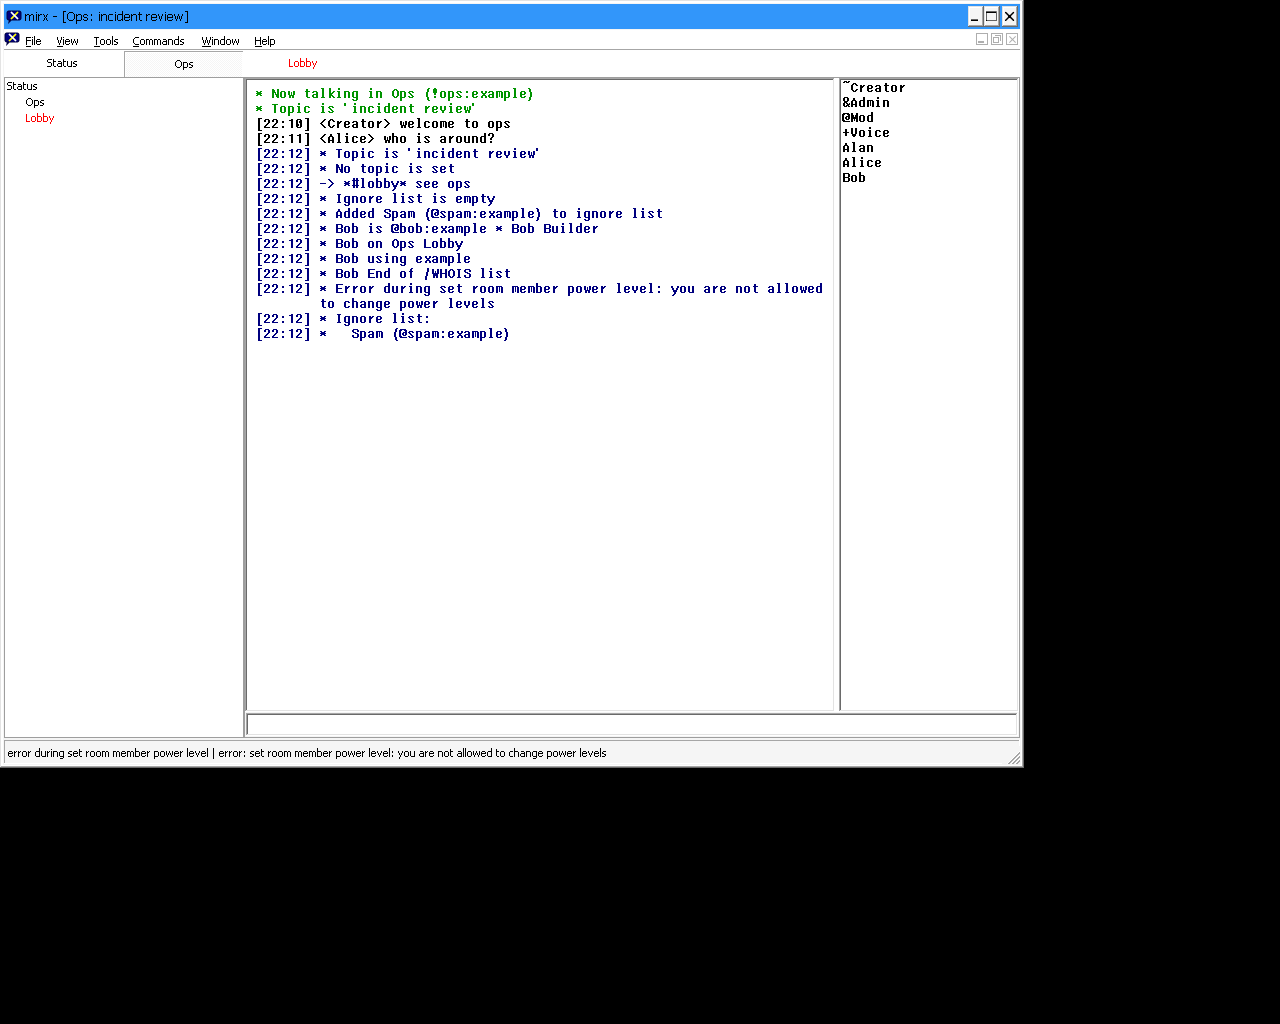 mirx - [Ops: incident review]
File View Tools Commands Window Help
Status Ops Lobby
Status
Ops
Lobby
* Now talking in Ops (!ops:example)
* Topic is 'incident review'
[22:10] <Creator> welcome to ops
[22:11] <Alice> who is around?
[22:12] * Topic is 'incident review'
[22:12] * No topic is set
[22:12] -> *#lobby* see ops
[22:12] * Ignore list is empty
[22:12] * Added Spam (@spam:example) to ignore list
[22:12] * Bob is @bob:example * Bob Builder
[22:12] * Bob on Ops Lobby
[22:12] * Bob using example
[22:12] * Bob End of /WHOIS list
[22:12] * Error during set room member power level: you are not allowed
to change power levels
[22:12] * Ignore list:
[22:12] *   Spam (@spam:example)
~Creator
&Admin
@Mod
+Voice
Alan
Alice
Bob
error during set room member power level | error: set room member power level: you are not allowed to change power levels